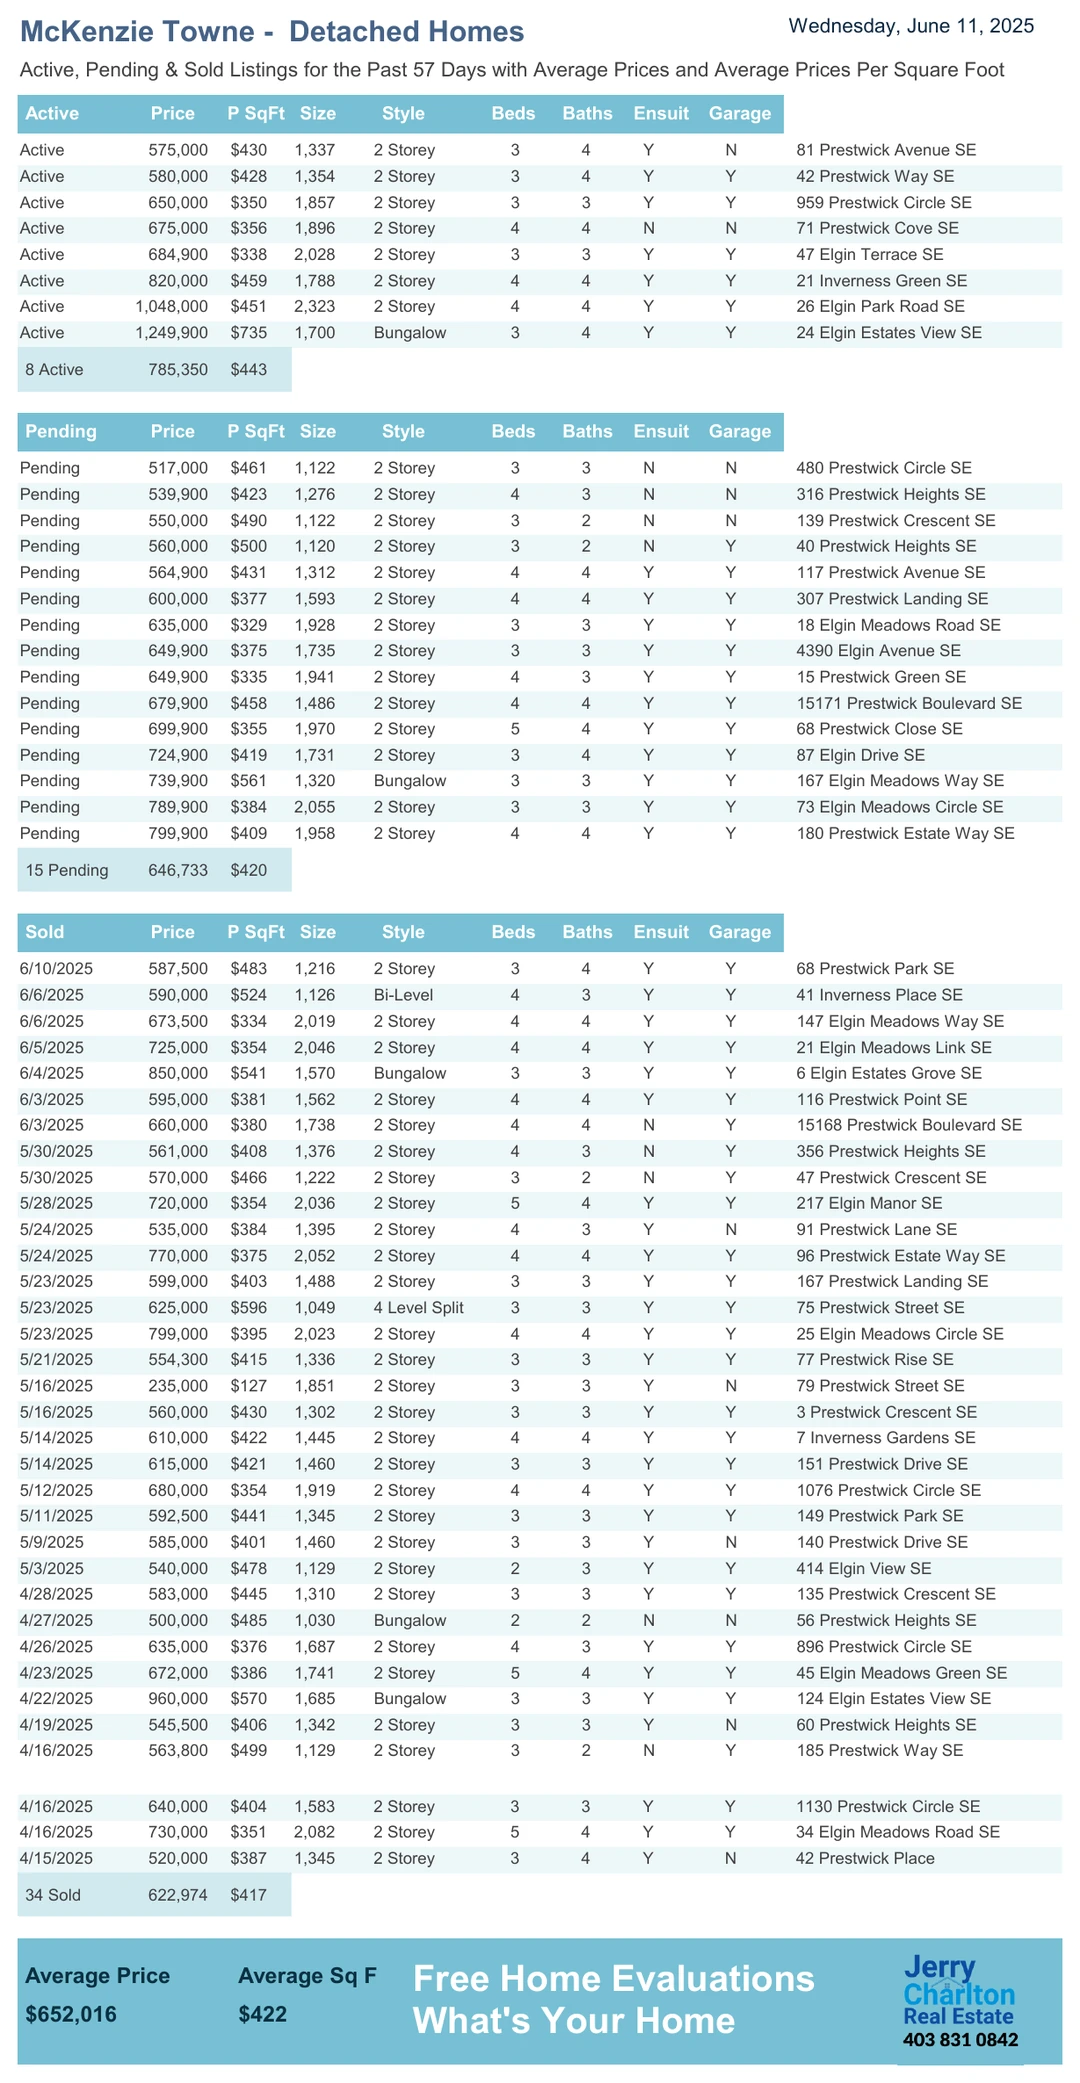 McKenzie Towne -  Detached Homes
Wednesday, June 11, 2025
Active, Pending & Sold Listings for the Past 57 Days with Average Prices and Average Prices Per Square Foot
Active Price P SqFt Size Style Beds Baths Ensuit Garage
Active 575,000 $430 1,337 2 Storey 3 4 Y N 81 Prestwick Avenue SE
Active 580,000 $428 1,354 2 Storey 3 4 Y Y 42 Prestwick Way SE
Active 650,000 $350 1,857 2 Storey 3 3 Y Y 959 Prestwick Circle SE
Active 675,000 $356 1,896 2 Storey 4 4 N N 71 Prestwick Cove SE
Active 684,900 $338 2,028 2 Storey 3 3 Y Y 47 Elgin Terrace SE
Active 820,000 $459 1,788 2 Storey 4 4 Y Y 21 Inverness Green SE
Active 1,048,000 $451 2,323 2 Storey 4 4 Y Y 26 Elgin Park Road SE
Active 1,249,900 $735 1,700 Bungalow 3 4 Y Y 24 Elgin Estates View SE
8 Active 785,350 $443
Pending Price P SqFt Size Style Beds Baths Ensuit Garage
Pending 517,000 $461 1,122 2 Storey 3 3 N N 480 Prestwick Circle SE
Pending 539,900 $423 1,276 2 Storey 4 3 N N 316 Prestwick Heights SE
Pending 550,000 $490 1,122 2 Storey 3 2 N N 139 Prestwick Crescent SE
Pending 560,000 $500 1,120 2 Storey 3 2 N Y 40 Prestwick Heights SE
Pending 564,900 $431 1,312 2 Storey 4 4 Y Y 117 Prestwick Avenue SE
Pending 600,000 $377 1,593 2 Storey 4 4 Y Y 307 Prestwick Landing SE
Pending 635,000 $329 1,928 2 Storey 3 3 Y Y 18 Elgin Meadows Road SE
Pending 649,900 $375 1,735 2 Storey 3 3 Y Y 4390 Elgin Avenue SE
Pending 649,900 $335 1,941 2 Storey 4 3 Y Y 15 Prestwick Green SE
Pending 679,900 $458 1,486 2 Storey 4 4 Y Y 15171 Prestwick Boulevard SE
Pending 699,900 $355 1,970 2 Storey 5 4 Y Y 68 Prestwick Close SE
Pending 724,900 $419 1,731 2 Storey 3 4 Y Y 87 Elgin Drive SE
Pending 739,900 $561 1,320 Bungalow 3 3 Y Y 167 Elgin Meadows Way SE
Pending 789,900 $384 2,055 2 Storey 3 3 Y Y 73 Elgin Meadows Circle SE
Pending 799,900 $409 1,958 2 Storey 4 4 Y Y 180 Prestwick Estate Way SE
15 Pending 646,733 $420
Sold Price P SqFt Size Style Beds Baths Ensuit Garage
6/10/2025 587,500 $483 1,216 2 Storey 3 4 Y Y 68 Prestwick Park SE
6/6/2025 590,000 $524 1,126 Bi-Level 4 3 Y Y 41 Inverness Place SE
6/6/2025 673,500 $334 2,019 2 Storey 4 4 Y Y 147 Elgin Meadows Way SE
6/5/2025 725,000 $354 2,046 2 Storey 4 4 Y Y 21 Elgin Meadows Link SE
6/4/2025 850,000 $541 1,570 Bungalow 3 3 Y Y 6 Elgin Estates Grove SE
6/3/2025 595,000 $381 1,562 2 Storey 4 4 Y Y 116 Prestwick Point SE
6/3/2025 660,000 $380 1,738 2 Storey 4 4 N Y 15168 Prestwick Boulevard SE
5/30/2025 561,000 $408 1,376 2 Storey 4 3 N Y 356 Prestwick Heights SE
5/30/2025 570,000 $466 1,222 2 Storey 3 2 N Y 47 Prestwick Crescent SE
5/28/2025 720,000 $354 2,036 2 Storey 5 4 Y Y 217 Elgin Manor SE
5/24/2025 535,000 $384 1,395 2 Storey 4 3 Y N 91 Prestwick Lane SE
5/24/2025 770,000 $375 2,052 2 Storey 4 4 Y Y 96 Prestwick Estate Way SE
5/23/2025 599,000 $403 1,488 2 Storey 3 3 Y Y 167 Prestwick Landing SE
5/23/2025 625,000 $596 1,049 4 Level Split 3 3 Y Y 75 Prestwick Street SE
5/23/2025 799,000 $395 2,023 2 Storey 4 4 Y Y 25 Elgin Meadows Circle SE
5/21/2025 554,300 $415 1,336 2 Storey 3 3 Y Y 77 Prestwick Rise SE
5/16/2025 235,000 $127 1,851 2 Storey 3 3 Y N 79 Prestwick Street SE
5/16/2025 560,000 $430 1,302 2 Storey 3 3 Y Y 3 Prestwick Crescent SE
5/14/2025 610,000 $422 1,445 2 Storey 4 4 Y Y 7 Inverness Gardens SE
5/14/2025 615,000 $421 1,460 2 Storey 3 3 Y Y 151 Prestwick Drive SE
5/12/2025 680,000 $354 1,919 2 Storey 4 4 Y Y 1076 Prestwick Circle SE
5/11/2025 592,500 $441 1,345 2 Storey 3 3 Y Y 149 Prestwick Park SE
5/9/2025 585,000 $401 1,460 2 Storey 3 3 Y N 140 Prestwick Drive SE
5/3/2025 540,000 $478 1,129 2 Storey 2 3 Y Y 414 Elgin View SE
4/28/2025 583,000 $445 1,310 2 Storey 3 3 Y Y 135 Prestwick Crescent SE
4/27/2025 500,000 $485 1,030 Bungalow 2 2 N N 56 Prestwick Heights SE
4/26/2025 635,000 $376 1,687 2 Storey 4 3 Y Y 896 Prestwick Circle SE
4/23/2025 672,000 $386 1,741 2 Storey 5 4 Y Y 45 Elgin Meadows Green SE
4/22/2025 960,000 $570 1,685 Bungalow 3 3 Y Y 124 Elgin Estates View SE
4/19/2025 545,500 $406 1,342 2 Storey 3 3 Y N 60 Prestwick Heights SE
4/16/2025 563,800 $499 1,129 2 Storey 3 2 N Y 185 Prestwick Way SE
4/16/2025 640,000 $404 1,583 2 Storey 3 3 Y Y 1130 Prestwick Circle SE
4/16/2025 730,000 $351 2,082 2 Storey 5 4 Y Y 34 Elgin Meadows Road SE
4/15/2025 520,000 $387 1,345 2 Storey 3 4 Y N 42 Prestwick Place
34 Sold 622,974 $417
Average Price Average Sq F
$652,016 $422
Free Home Evaluations
What's Your Home
Jerry
Charlton
Real Estate
403 831 0842